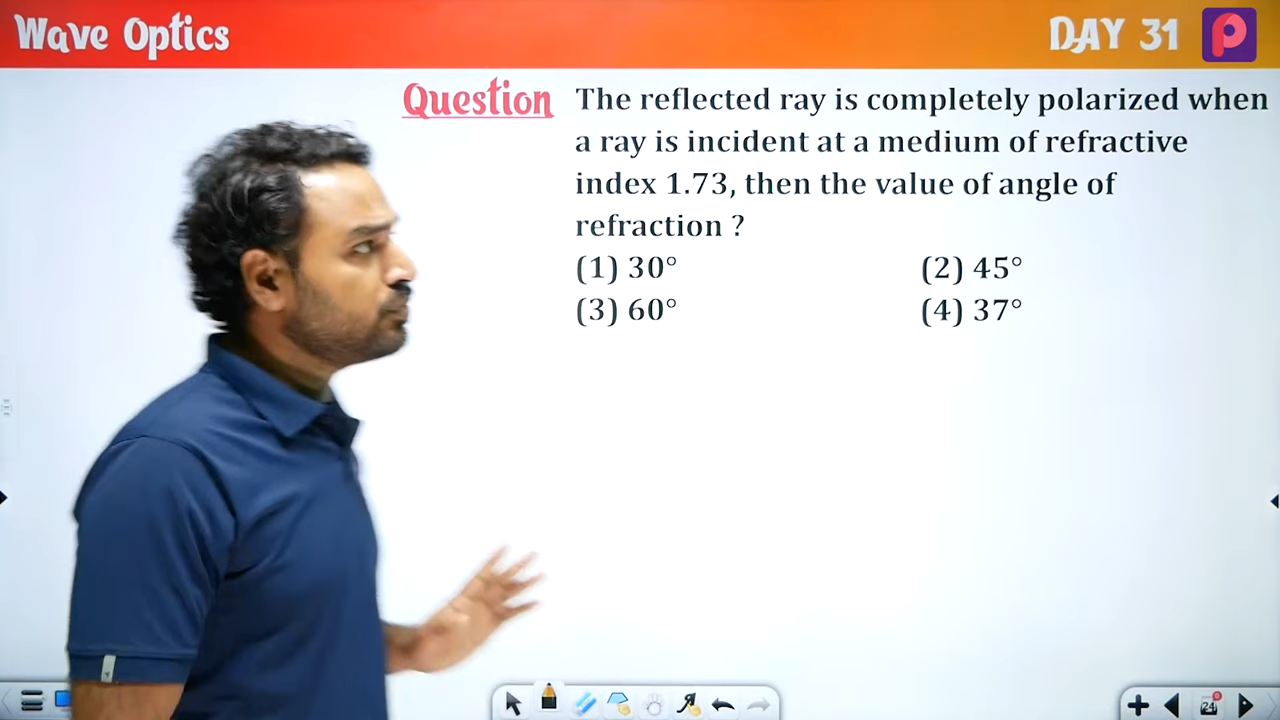 Wave Optics
DAY 31
Question The reflected ray is completely polarized when
a ray is incident at a medium of refractive
index 1.73, then the value of angle of
refraction ?
(1) 30° (2) 45°
(3) 60° (4) 37°
24